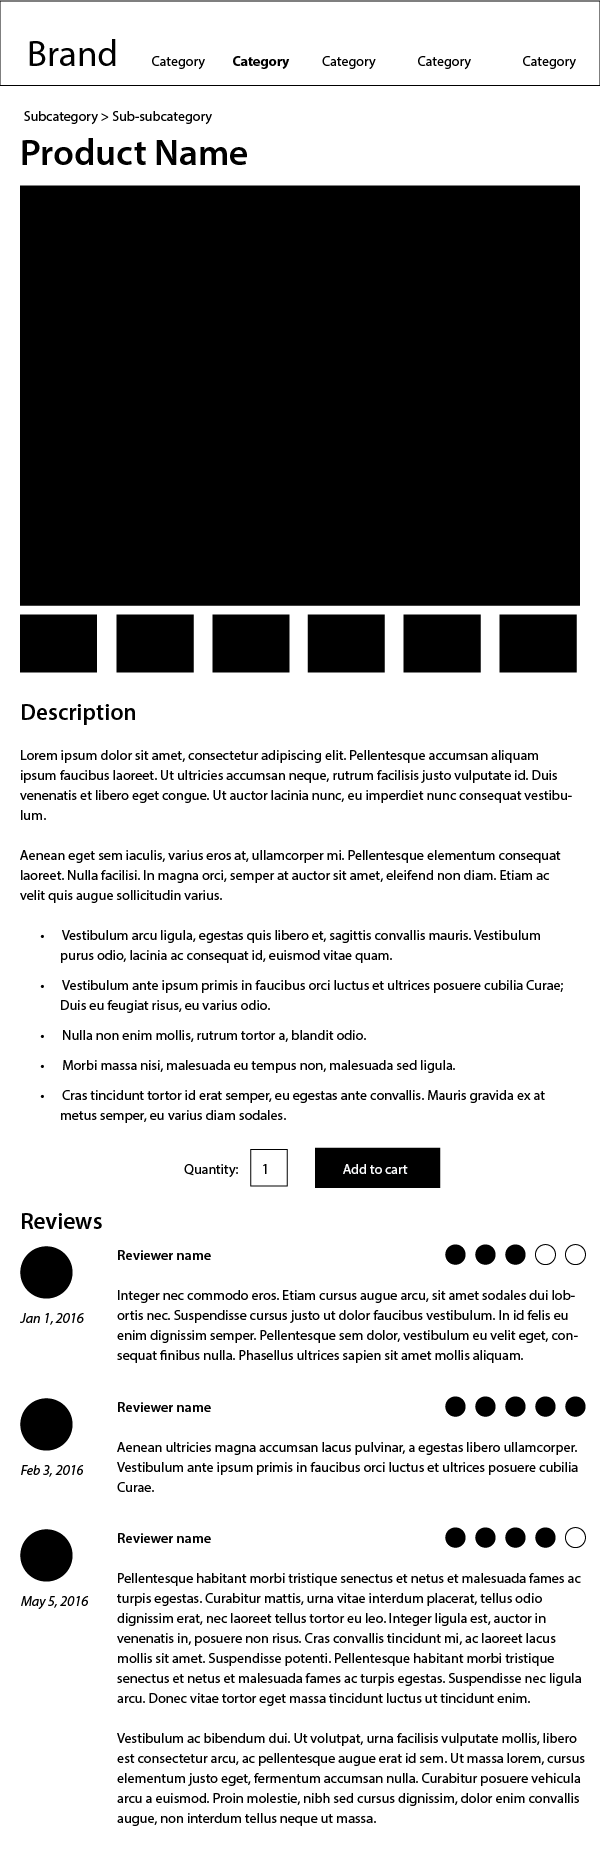 Brand Category Category Category Category Category
Subcategory > Sub-subcategory
Product Name
Description
Lorem ipsum dolor sit amet, consectetur adipiscing elit. Pellentesque accumsan aliquam
ipsum faucibus laoreet. Ut ultricies accumsan neque, rutrum facilisis justo vulputate id. Duis
venenatis et libero eget congue. Ut auctor lacinia nunc, eu imperdiet nunc consequat vestibu-
lum.
Aenean eget sem iaculis, varius eros at, ullamcorper mi. Pellentesque elementum consequat
laoreet. Nulla facilisi. In magna orci, semper at auctor sit amet, eleifend non diam. Etiam ac
velit quis augue sollicitudin varius.
• Vestibulum arcu ligula, egestas quis libero et, sagittis convallis mauris. Vestibulum
purus odio, lacinia ac consequat id, euismod vitae quam.
• Vestibulum ante ipsum primis in faucibus orci luctus et ultrices posuere cubilia Curae;
Duis eu feugiat risus, eu varius odio.
• Nulla non enim mollis, rutrum tortor a, blandit odio.
• Morbi massa nisi, malesuada eu tempus non, malesuada sed ligula.
• Cras tincidunt tortor id erat semper, eu egestas ante convallis. Mauris gravida ex at
metus semper, eu varius diam sodales.
Quantity: 1 Add to cart
Reviews
Reviewer name
Jan 1, 2016
Integer nec commodo eros. Etiam cursus augue arcu, sit amet sodales dui lob-
ortis nec. Suspendisse cursus justo ut dolor faucibus vestibulum. In id felis eu
enim dignissim semper. Pellentesque sem dolor, vestibulum eu velit eget, con-
sequat finibus nulla. Phasellus ultrices sapien sit amet mollis aliquam.
Reviewer name
Feb 3, 2016
Aenean ultricies magna accumsan lacus pulvinar, a egestas libero ullamcorper.
Vestibulum ante ipsum primis in faucibus orci luctus et ultrices posuere cubilia
Curae.
Reviewer name
May 5, 2016
Pellentesque habitant morbi tristique senectus et netus et malesuada fames ac
turpis egestas. Curabitur mattis, urna vitae interdum placerat, tellus odio
dignissim erat, nec laoreet tellus tortor eu leo. Integer ligula est, auctor in
venenatis in, posuere non risus. Cras convallis tincidunt mi, ac laoreet lacus
mollis sit amet. Suspendisse potenti. Pellentesque habitant morbi tristique
senectus et netus et malesuada fames ac turpis egestas. Suspendisse nec ligula
arcu. Donec vitae tortor eget massa tincidunt luctus ut tincidunt enim.
Vestibulum ac bibendum dui. Ut volutpat, urna facilisis vulputate mollis, libero
est consectetur arcu, ac pellentesque augue erat id sem. Ut massa lorem, cursus
elementum justo eget, fermentum accumsan nulla. Curabitur posuere vehicula
arcu a euismod. Proin molestie, nibh sed cursus dignissim, dolor enim convallis
augue, non interdum tellus neque ut massa.